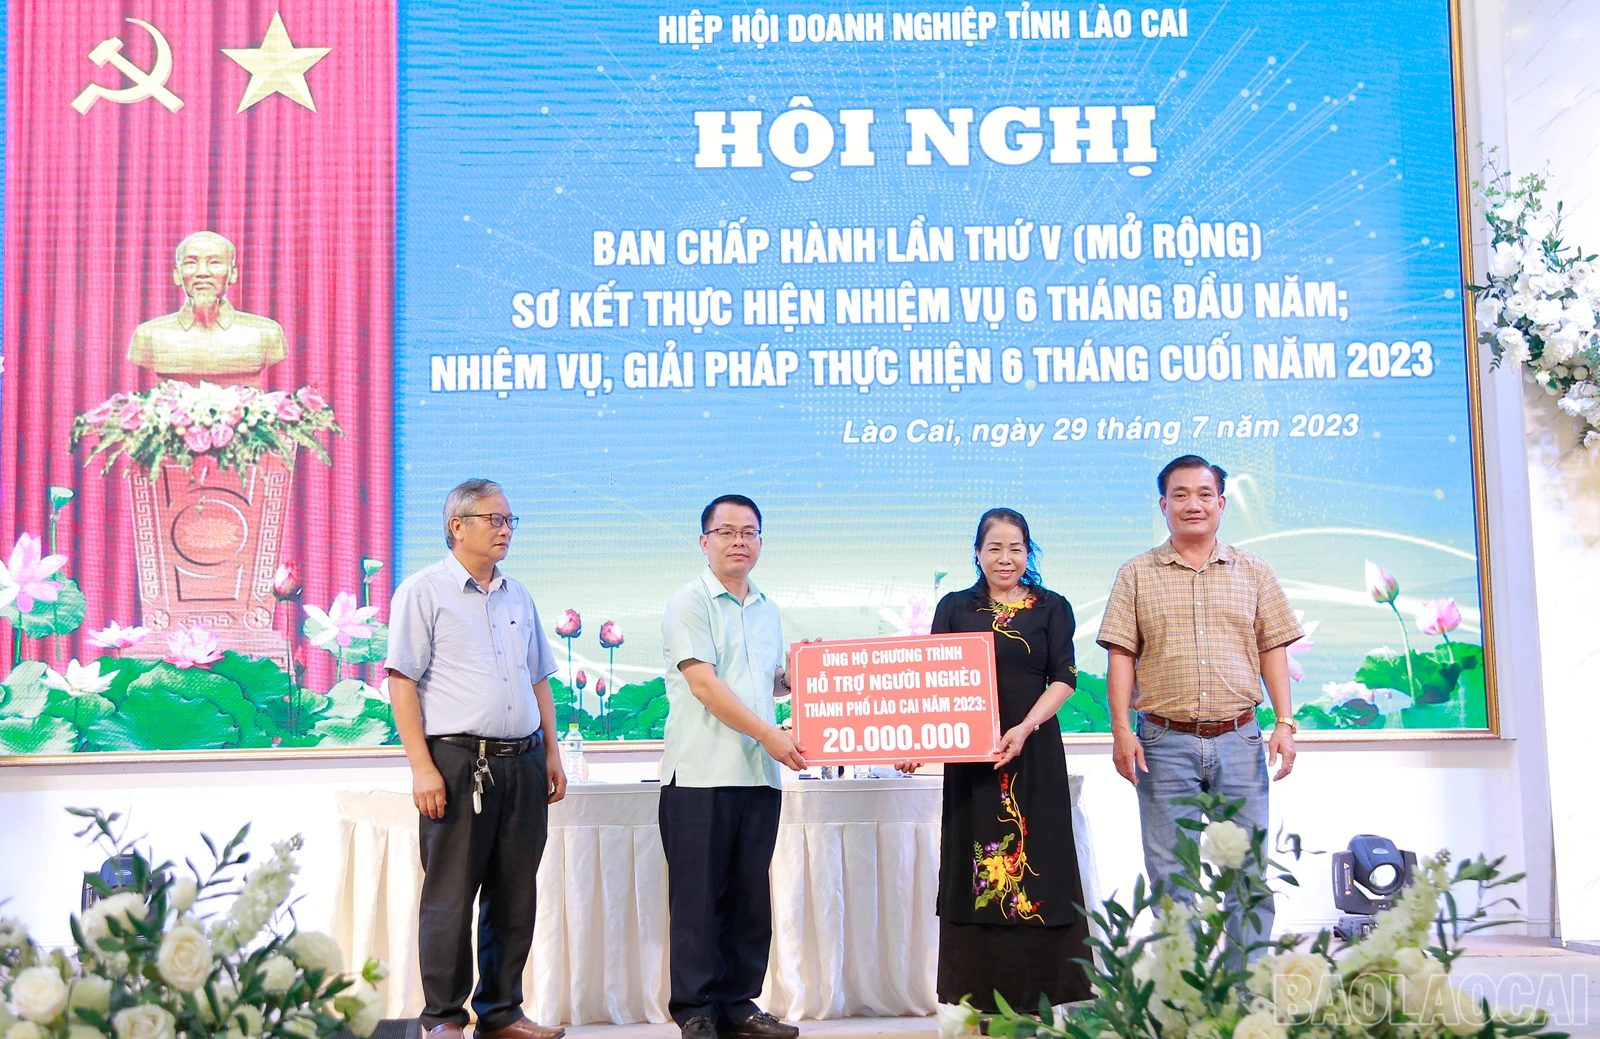 HIỆP HỘI DOANH NGHIỆP TỈNH LÀO CAI
HỘI NGHỊ
BAN CHẤP HÀNH LẦN THỨ V (MỞ RỘNG)
SƠ KẾT THỰC HIỆN NHIỆM VỤ 6 THÁNG ĐẦU NĂM;
NHIỆM VỤ, GIẢI PHÁP THỰC HIỆN 6 THÁNG CUỐI NĂM 2023
Lào Cai, ngày 29 tháng 7 năm 2023
ỦNG HỘ CHƯƠNG TRÌNH
HỖ TRỢ NGƯỜI NGHÈO
THÀNH PHỐ LÀO CAI NĂM 2023:
20.000.000
BAOLAOCAI